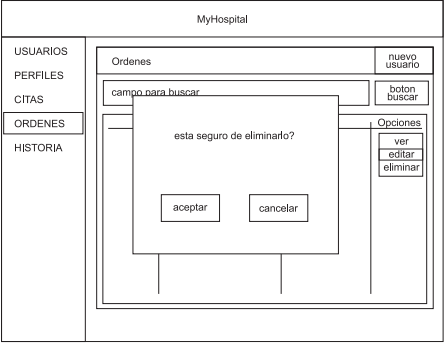 MyHospital
USUARIOS
PERFILES
CITAS
ORDENES
HISTORIA
Ordenes
nuevo
usuario
campo para buscar
boton
buscar
Opciones
ver
editar
eliminar
esta seguro de eliminarlo?
aceptar
cancelar